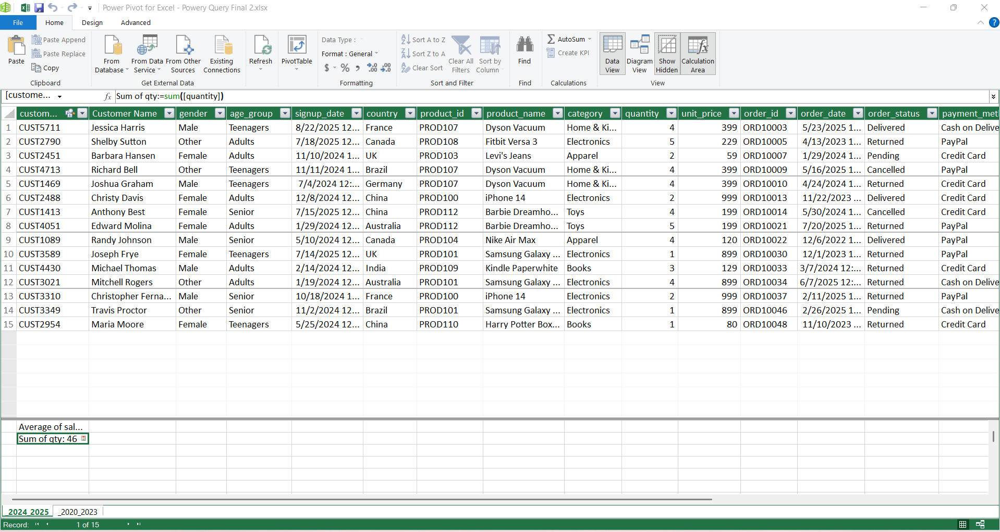 Power Pivot for Excel - Powery Query Final 2.xlsx
File Home Design Advanced
Paste Paste Append Paste Replace Copy
Clipboard
From Database From Data Service From Other Sources Existing Connections
Get External Data
Refresh
PivotTable
Data Type :
Format : General
$ % , .00 .00
Formatting
Sort A to Z Sort Z to A Clear Sort Clear All Filters Sort by Column
Sort and Filter
Find
Find
AutoSum Create KPI
Calculations
Data View Diagram View Show Hidden Calculation Area
View
[custome... fx Sum of qty:=sum([quantity])
custom... Customer Name gender age_group signup_date country product_id product_name category quantity unit_price order_id order_date order_status payment_met
1 CUST5711 Jessica Harris Male Teenagers 8/22/2025 12... France PROD107 Dyson Vacuum Home & Ki... 4 399 ORD10003 5/23/2025 1... Delivered Cash on Delive
2 CUST2790 Shelby Sutton Other Adults 7/18/2025 12... Canada PROD108 Fitbit Versa 3 Electronics 5 229 ORD10005 4/13/2023 1... Returned PayPal
3 CUST2451 Barbara Hansen Female Adults 11/10/2024 1... UK PROD103 Levi's Jeans Apparel 2 59 ORD10007 1/29/2024 1... Pending Credit Card
4 CUST4713 Richard Bell Other Teenagers 11/11/2024 1... Brazil PROD107 Dyson Vacuum Home & Ki... 4 399 ORD10009 5/16/2025 1... Cancelled PayPal
5 CUST1469 Joshua Graham Male Teenagers 7/4/2024 12:... Germany PROD107 Dyson Vacuum Home & Ki... 4 399 ORD10010 4/24/2024 1... Returned Credit Card
6 CUST2488 Christy Davis Female Adults 12/8/2024 12... China PROD100 iPhone 14 Electronics 2 999 ORD10013 11/22/2023 ... Delivered Credit Card
7 CUST1413 Anthony Best Female Senior 7/15/2025 12... China PROD112 Barbie Dreamho... Toys 4 199 ORD10014 5/30/2024 1... Cancelled Credit Card
8 CUST4051 Edward Molina Female Adults 1/29/2024 12... Australia PROD112 Barbie Dreamho... Toys 5 199 ORD10021 7/20/2025 1... Returned PayPal
9 CUST1089 Randy Johnson Male Senior 5/10/2024 12... Canada PROD104 Nike Air Max Apparel 4 120 ORD10022 12/6/2022 1... Delivered PayPal
10 CUST3589 Joseph Frye Female Teenagers 7/14/2025 12... UK PROD101 Samsung Galaxy ... Electronics 1 899 ORD10030 12/1/2023 1... Returned PayPal
11 CUST4430 Michael Thomas Male Adults 2/14/2024 12... India PROD109 Kindle Paperwhite Books 3 129 ORD10033 3/7/2024 12:... Returned Credit Card
12 CUST3021 Mitchell Rogers Other Adults 1/19/2024 12... Australia PROD101 Samsung Galaxy ... Electronics 4 899 ORD10034 6/7/2025 12:... Returned Cash on Delive
13 CUST3310 Christopher Ferna... Male Senior 10/18/2024 1... France PROD100 iPhone 14 Electronics 2 999 ORD10037 2/11/2025 1... Returned PayPal
14 CUST3349 Travis Proctor Other Senior 11/2/2024 12... Brazil PROD101 Samsung Galaxy ... Electronics 1 899 ORD10046 2/26/2025 1... Pending Cash on Delive
15 CUST2954 Maria Moore Female Teenagers 5/25/2024 12... China PROD110 Harry Potter Box... Books 1 80 ORD10048 11/10/2023 ... Returned Credit Card
Average of sal...
Sum of qty: 46
_2024_2025 _2020_2023
Record: 1 of 15